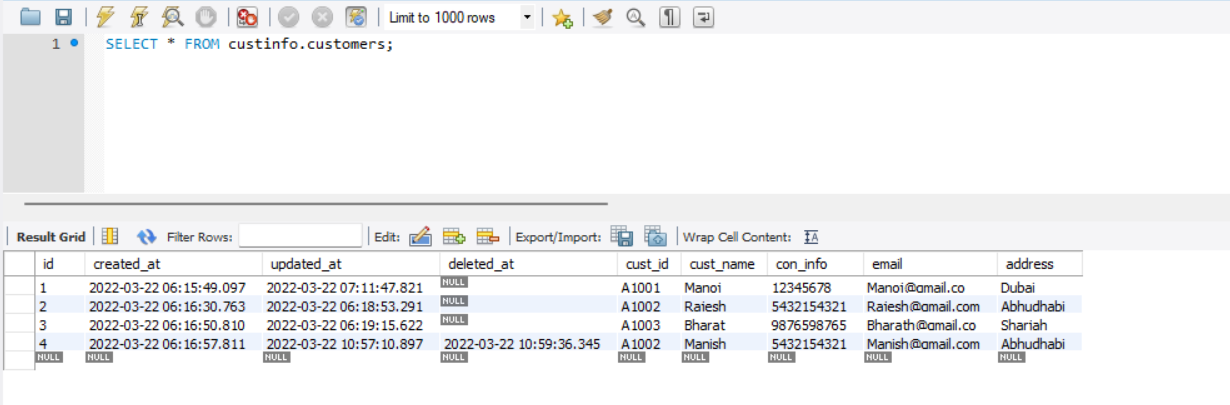 Limit to 1000 rows
1 SELECT * FROM custinfo.customers;
Result Grid Filter Rows: Edit: Export/Import: Wrap Cell Content: IA
id created_at updated_at deleted_at cust_id cust_name con_info email address
1 2022-03-22 06:15:49.097 2022-03-22 07:11:47.821 NULL A1001 Manoj 12345678 Manoj@gmail.co Dubai
2 2022-03-22 06:16:30.763 2022-03-22 06:18:53.291 NULL A1002 Rajesh 5432154321 Rajesh@gmail.com Abhudhabi
3 2022-03-22 06:16:50.810 2022-03-22 06:19:15.622 NULL A1003 Bharat 9876598765 Bharath@gmail.co Sharjah
4 2022-03-22 06:16:57.811 2022-03-22 10:57:10.897 2022-03-22 10:59:36.345 A1002 Manish 5432154321 Manish@gmail.com Abhudhabi
NULL NULL NULL NULL NULL NULL NULL NULL NULL